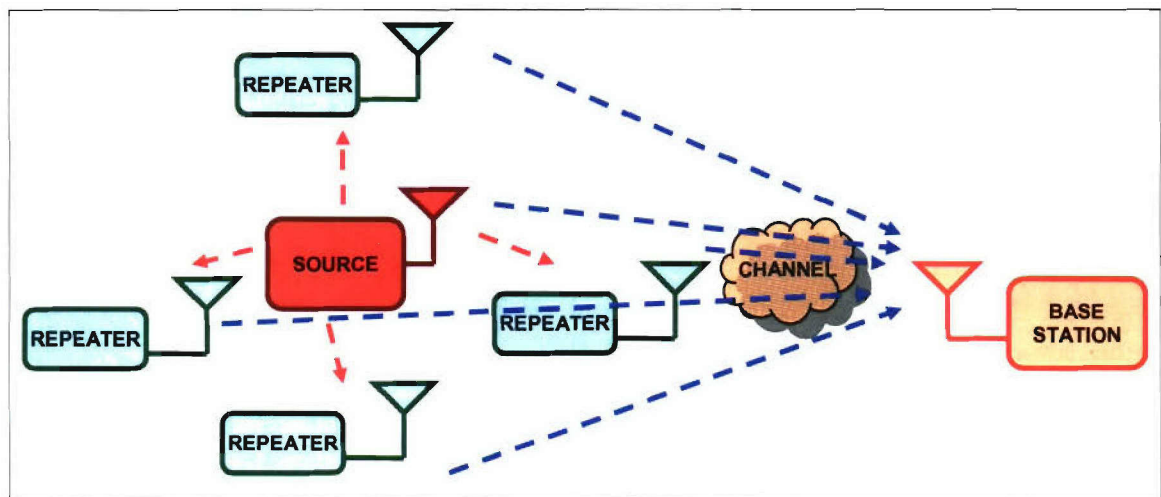 REPEATER
SOURCE
CHANNEL
REPEATER
REPEATER
BASE
STATION
REPEATER